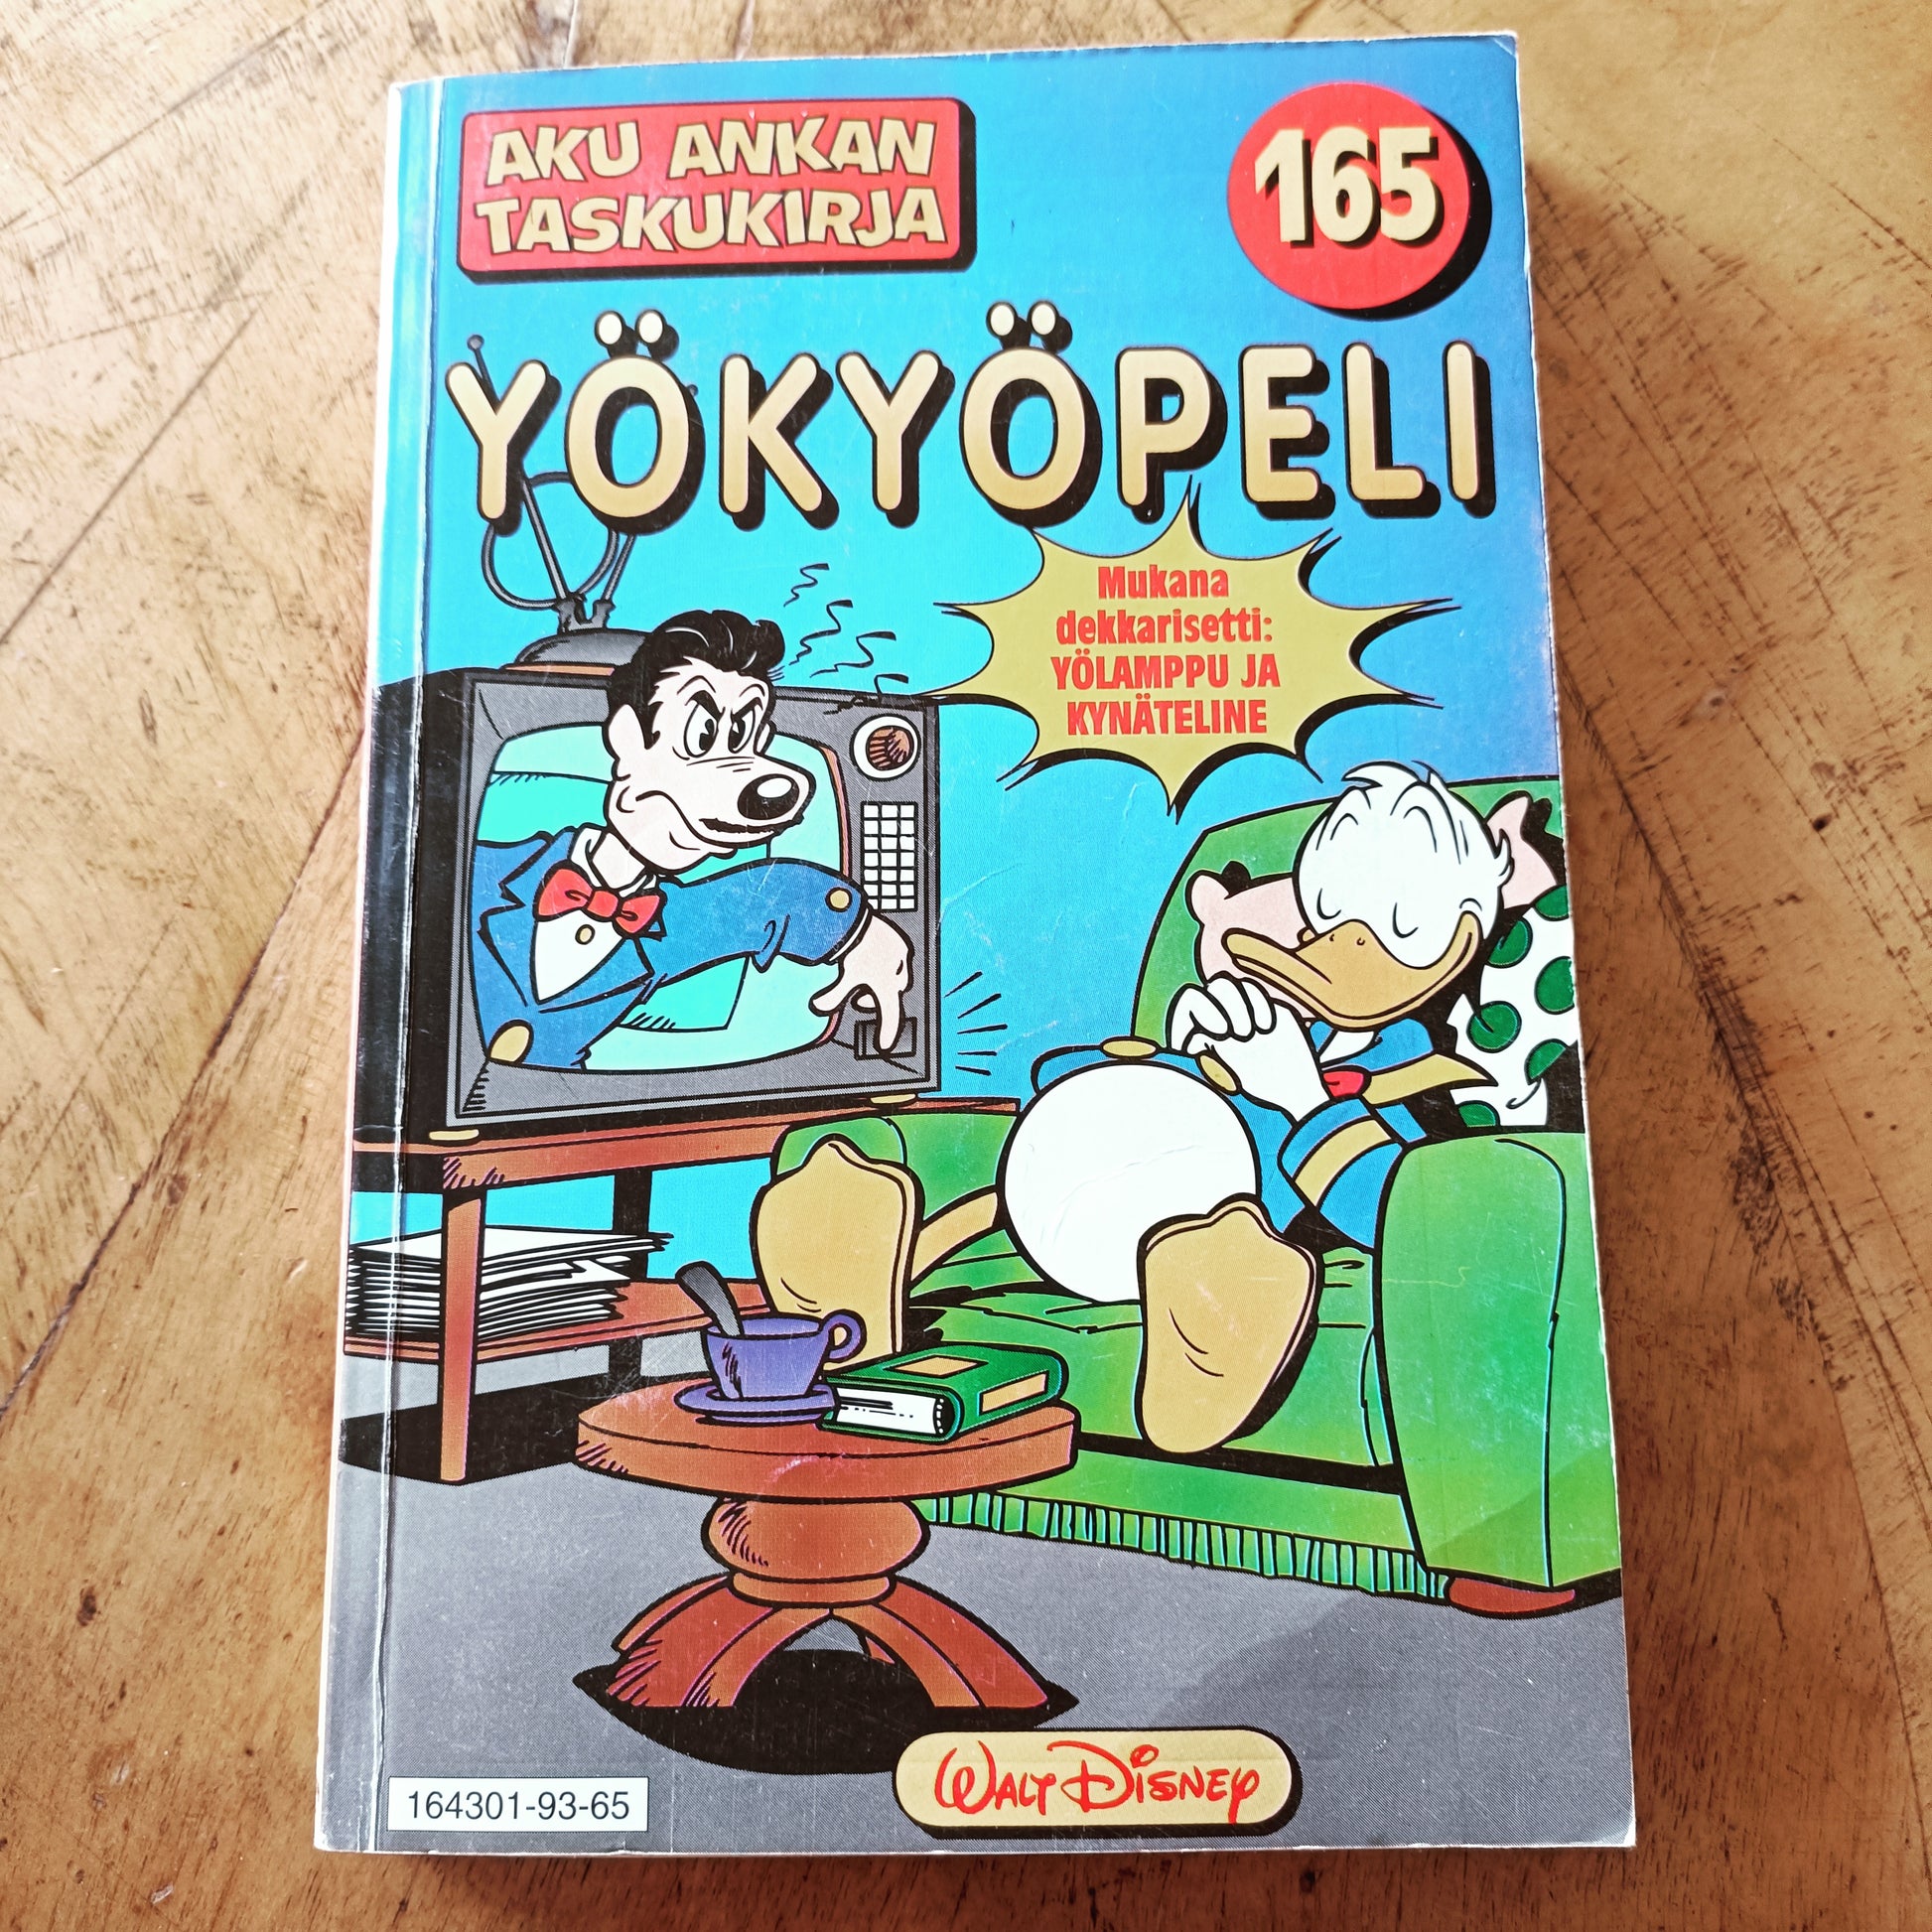 AKU ANKAN
TASKUKIRJA
165
YÖKYÖPELI
Mukana
dekkarisetti:
YÖLAMPPU JA
KYNÄTELINE
164301-93-65
WALT DISNEY